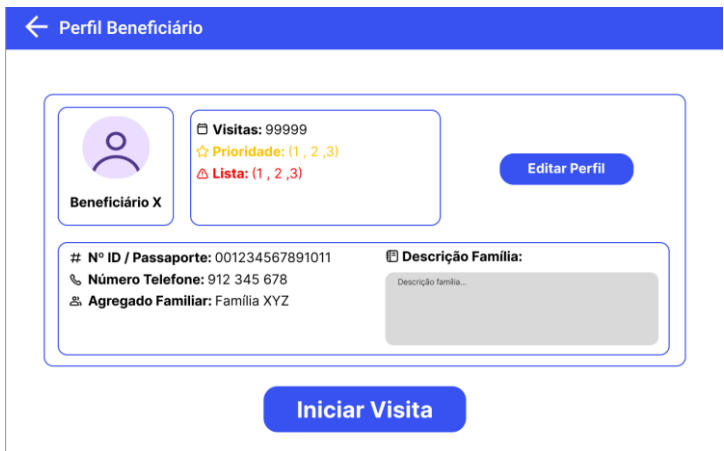 Perfil Beneficiário
Beneficiário X
Visitas: 99999
Prioridade: (1 , 2 ,3)
Lista: (1 , 2 ,3)
Editar Perfil
# Nº ID / Passaporte: 001234567891011
Número Telefone: 912 345 678
Agregado Familiar: Família XYZ
Descrição Família:
Descrição família...
Iniciar Visita